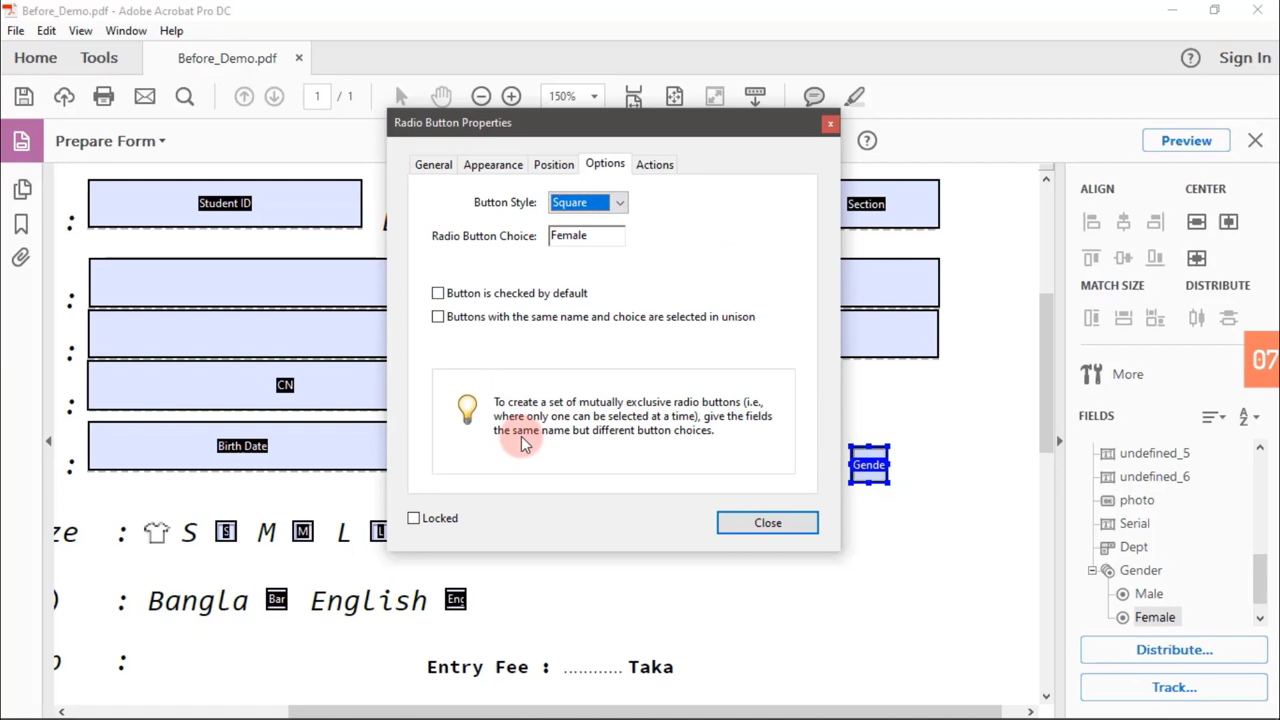 Before_Demo.pdf - Adobe Acrobat Pro DC
File Edit View Window Help
Home Tools Before_Demo.pdf × ? Sign In
1 / 1 150%
Prepare Form ? Preview
Radio Button Properties x
General Appearance Position Options Actions
Button Style: Square
Radio Button Choice: Female
Button is checked by default
Buttons with the same name and choice are selected in unison
To create a set of mutually exclusive radio buttons (i.e.,
where only one can be selected at a time), give the fields
the same name but different button choices.
Locked
Close
: Student ID Section
:
:
: CN
: Birth Date Gende
ze : S S M M L L
) : Bangla Ban English Eng
:
Entry Fee : ............ Taka
ALIGN CENTER
MATCH SIZE DISTRIBUTE
07
More
FIELDS
undefined_5
undefined_6
photo
Serial
Dept
Gender
Male
Female
Distribute...
Track...